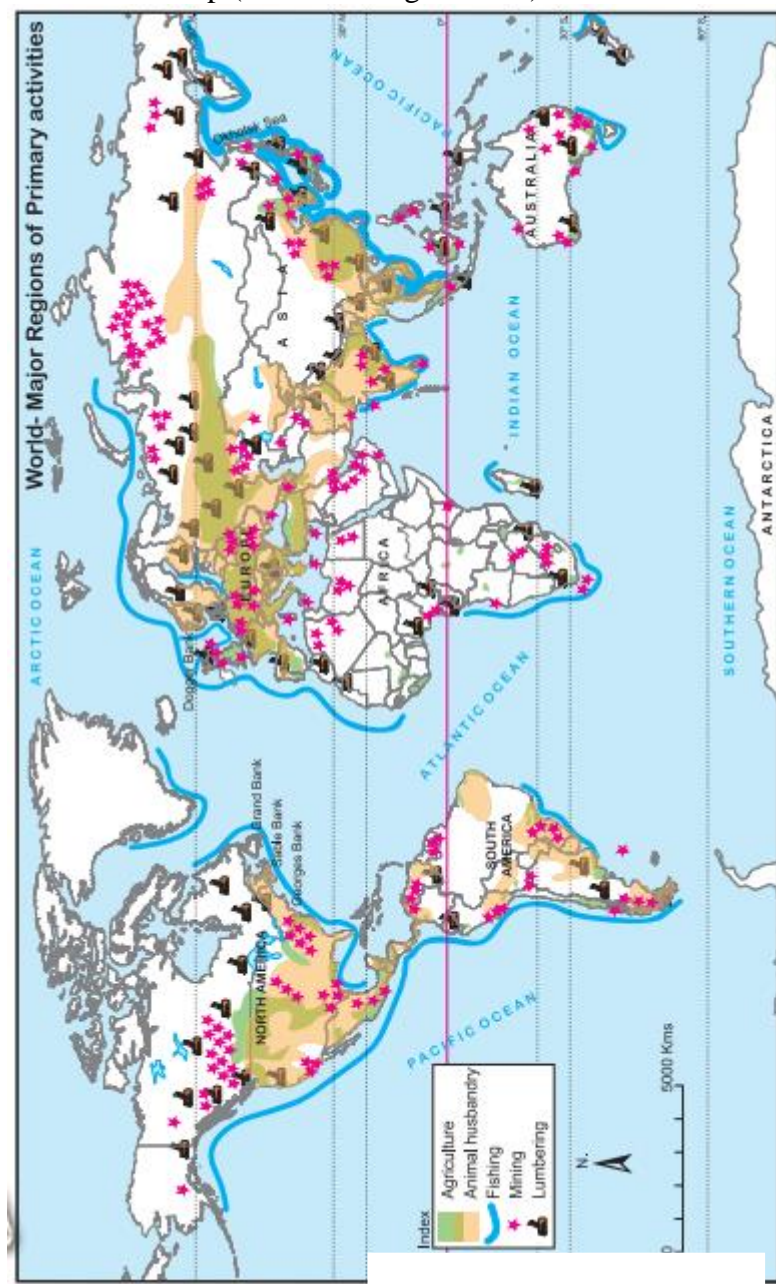 World- Major Regions of Primary activities
ARCTIC OCEAN
Dogger Bank
Grand Bank
Sable Bank
Georges Bank
NORTH AMERICA
EUROPE
ASIA
Okhotsk Sea
PACIFIC OCEAN
AFRICA
ATLANTIC OCEAN
PACIFIC OCEAN
SOUTH
AMERICA
INDIAN OCEAN
AUSTRALIA
SOUTHERN OCEAN
ANTARCTICA
0°
Index
Agriculture
Animal husbandry
Fishing
Mining
Lumbering
N.
0
5000 Kms